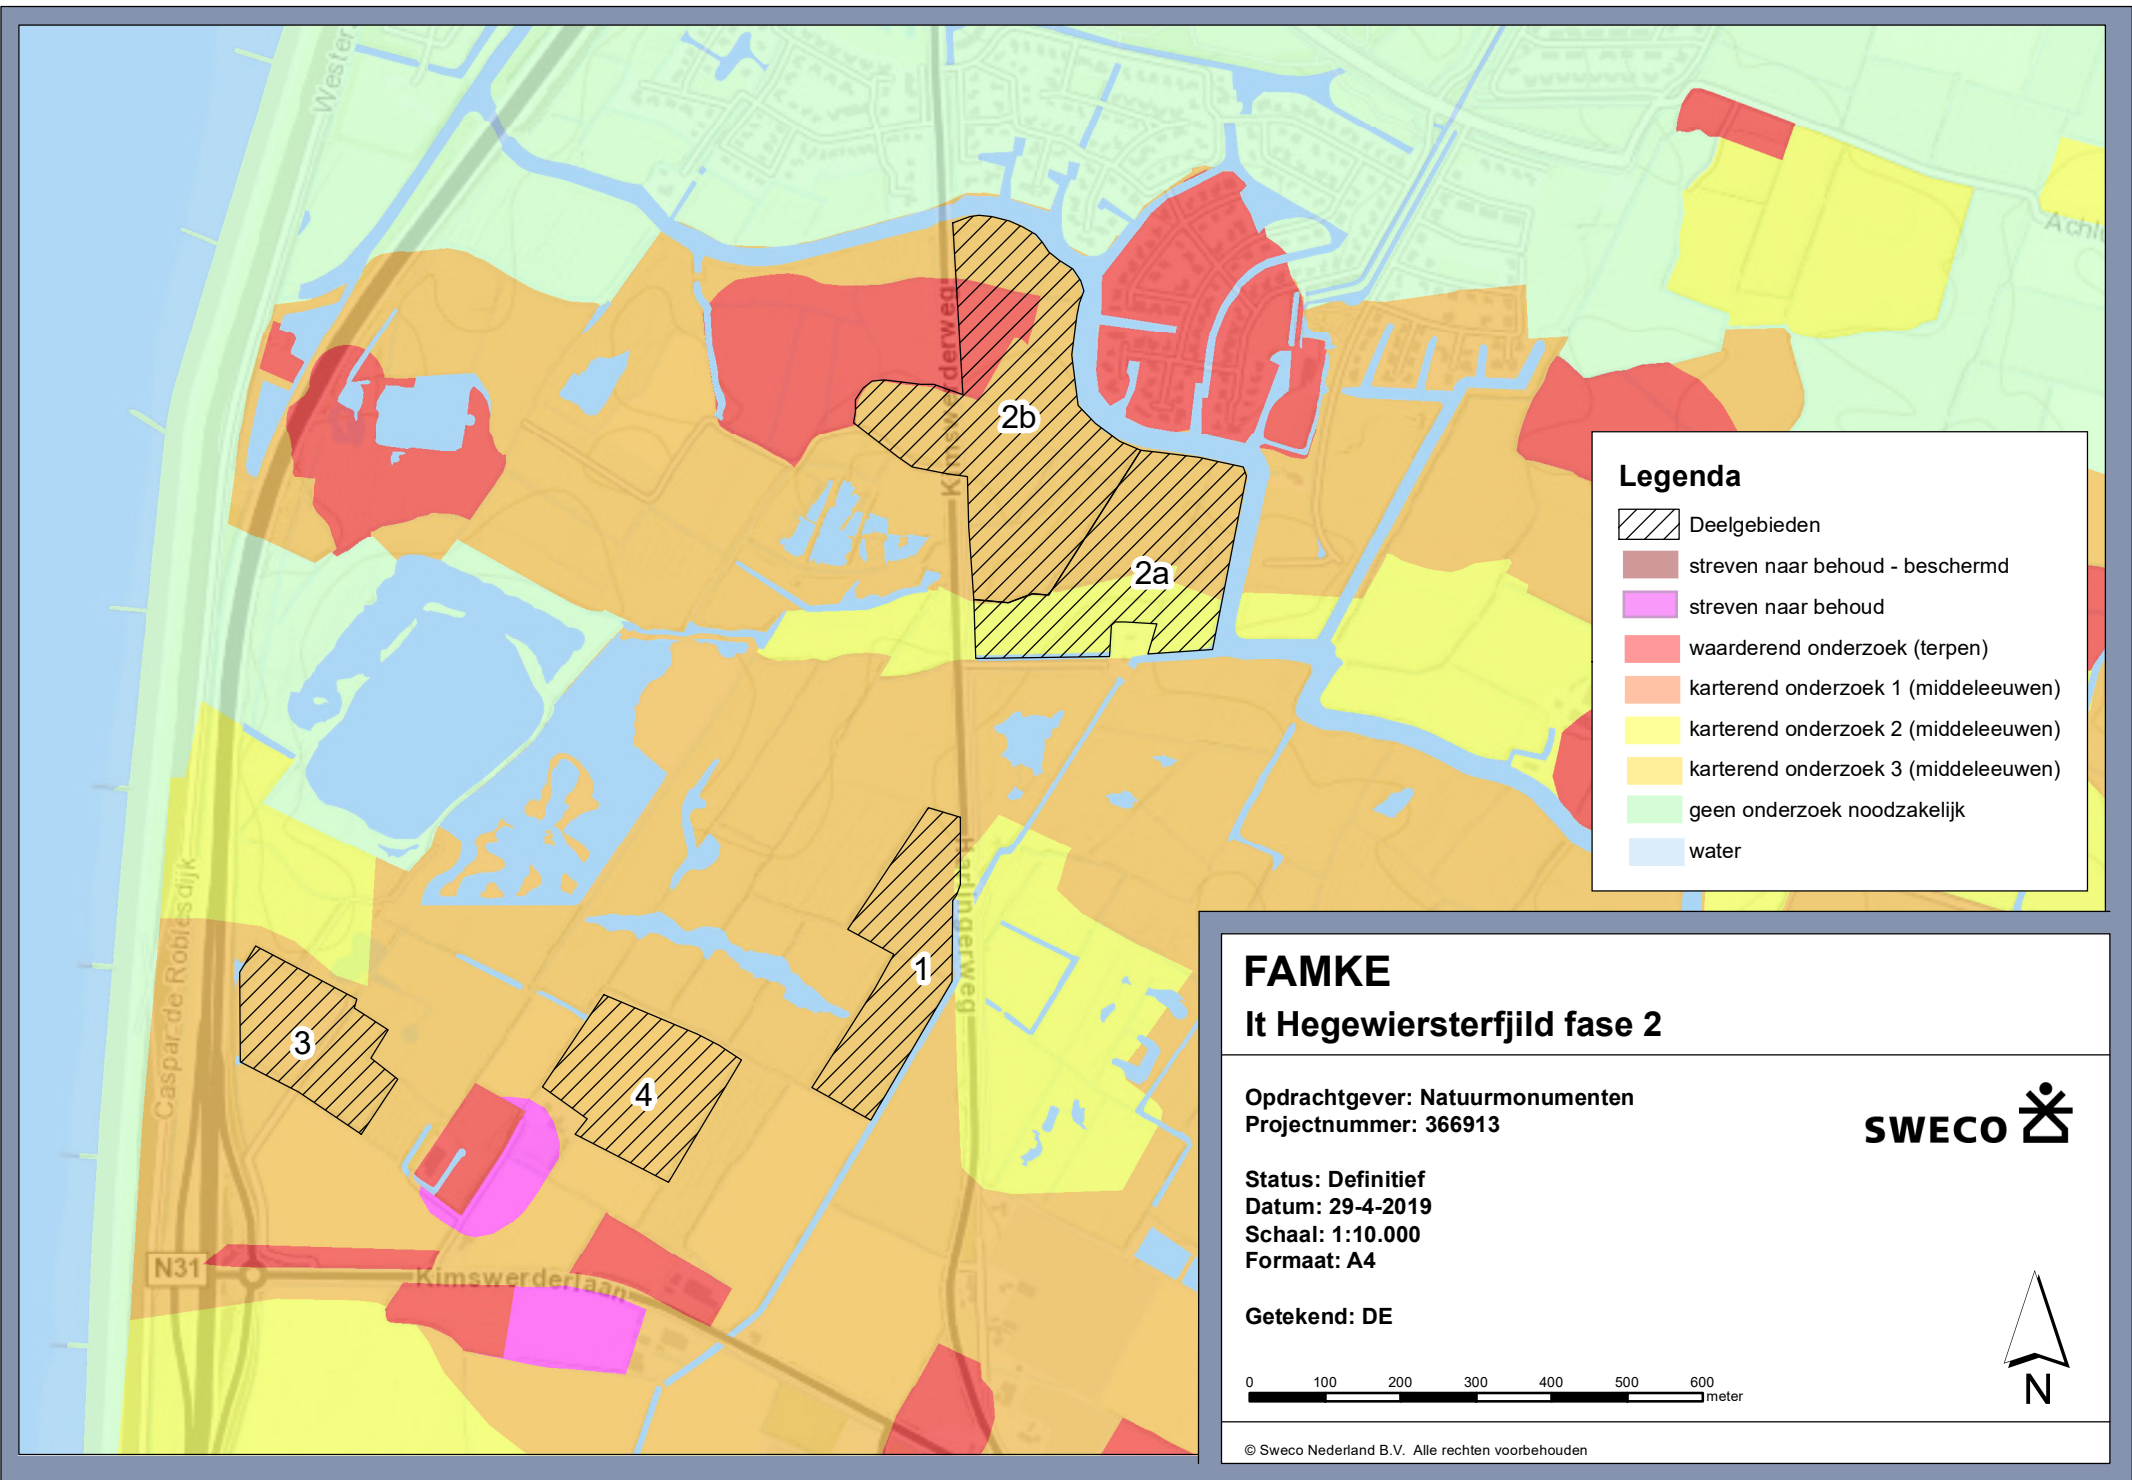 Wester
Achlu
Kimswerderweg
2b
2a
Harlingerweg
1
3
4
Caspar de Roblesdijk
N31
Kimswerderlaan
Legenda
Deelgebieden
streven naar behoud - beschermd
streven naar behoud
waarderend onderzoek (terpen)
karterend onderzoek 1 (middeleeuwen)
karterend onderzoek 2 (middeleeuwen)
karterend onderzoek 3 (middeleeuwen)
geen onderzoek noodzakelijk
water
FAMKE
It Hegewiersterfjild fase 2
Opdrachtgever: Natuurmonumenten
Projectnummer: 366913
SWECO
Status: Definitief
Datum: 29-4-2019
Schaal: 1:10.000
Formaat: A4
Getekend: DE
0 100 200 300 400 500 600
meter
N
© Sweco Nederland B.V. Alle rechten voorbehouden